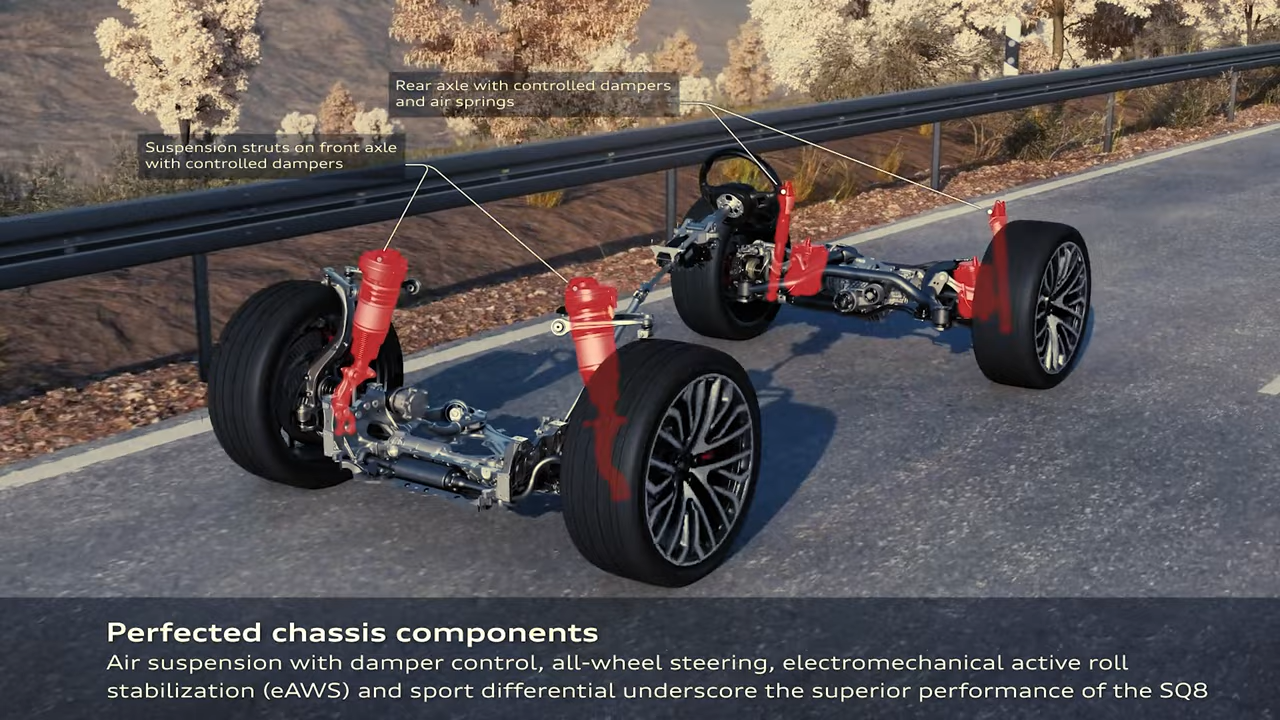 Rear axle with controlled dampers
and air springs
Suspension struts on front axle
with controlled dampers
Perfected chassis components
Air suspension with damper control, all-wheel steering, electromechanical active roll
stabilization (eAWS) and sport differential underscore the superior performance of the SQ8